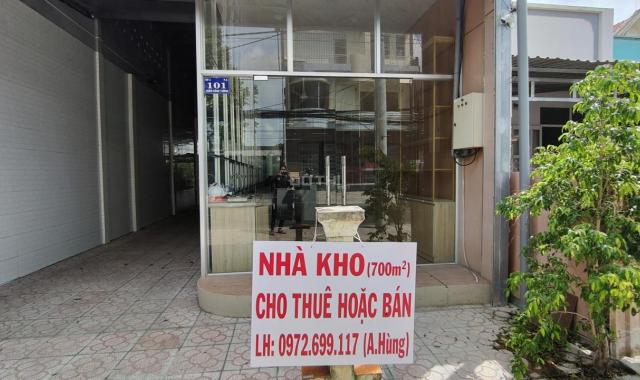 101
NHÀ KHO (700m²)
CHO THUÊ HOẶC BÁN
LH: 0972.699.117 (A.Hùng)